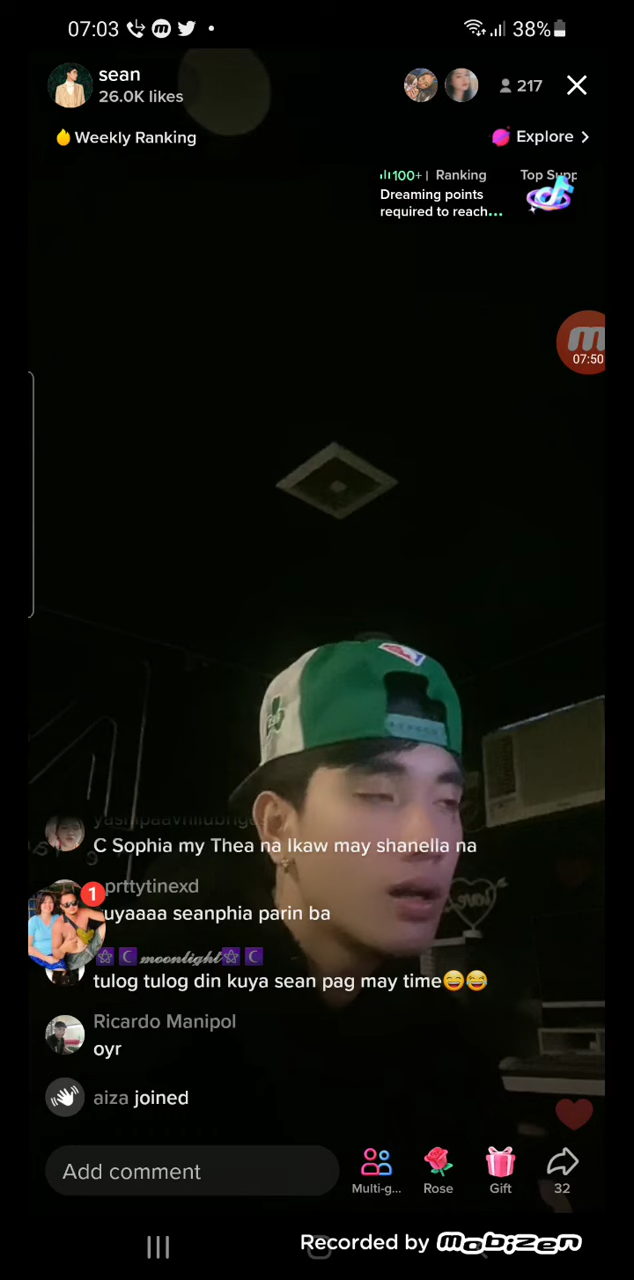 07:03 38%
sean
26.0K likes
217
Weekly Ranking
Explore
100+ | Ranking
Top Supp
Dreaming points
required to reach...
07:50
C Sophia my Thea na Ikaw may shanella na
1
prttytinexd
uyaaaa seanphia parin ba
moonlight
tulog tulog din kuya sean pag may time😄😂
Ricardo Manipol
oyr
aiza joined
Add comment
Multi-g...
Rose
Gift
32
Recorded by mobizen